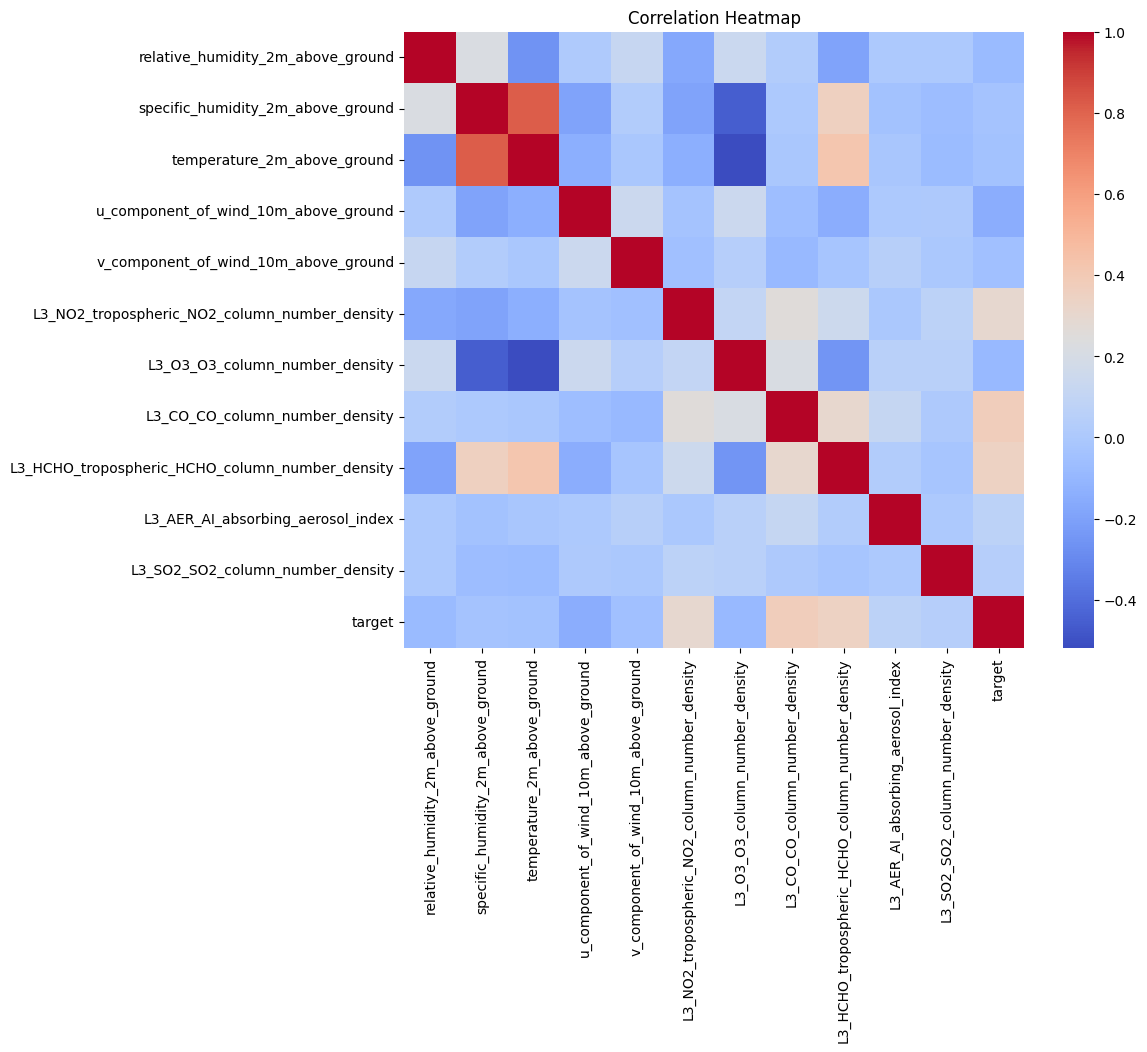 Correlation Heatmap
relative_humidity_2m_above_ground
specific_humidity_2m_above_ground
temperature_2m_above_ground
u_component_of_wind_10m_above_ground
v_component_of_wind_10m_above_ground
L3_NO2_tropospheric_NO2_column_number_density
L3_O3_O3_column_number_density
L3_CO_CO_column_number_density
L3_HCHO_tropospheric_HCHO_column_number_density
L3_AER_AI_absorbing_aerosol_index
L3_SO2_SO2_column_number_density
target
relative_humidity_2m_above_ground
specific_humidity_2m_above_ground
temperature_2m_above_ground
u_component_of_wind_10m_above_ground
v_component_of_wind_10m_above_ground
L3_NO2_tropospheric_NO2_column_number_density
L3_O3_O3_column_number_density
L3_CO_CO_column_number_density
L3_HCHO_tropospheric_HCHO_column_number_density
L3_AER_AI_absorbing_aerosol_index
L3_SO2_SO2_column_number_density
target
1.0
0.8
0.6
0.4
0.2
0.0
−0.2
−0.4